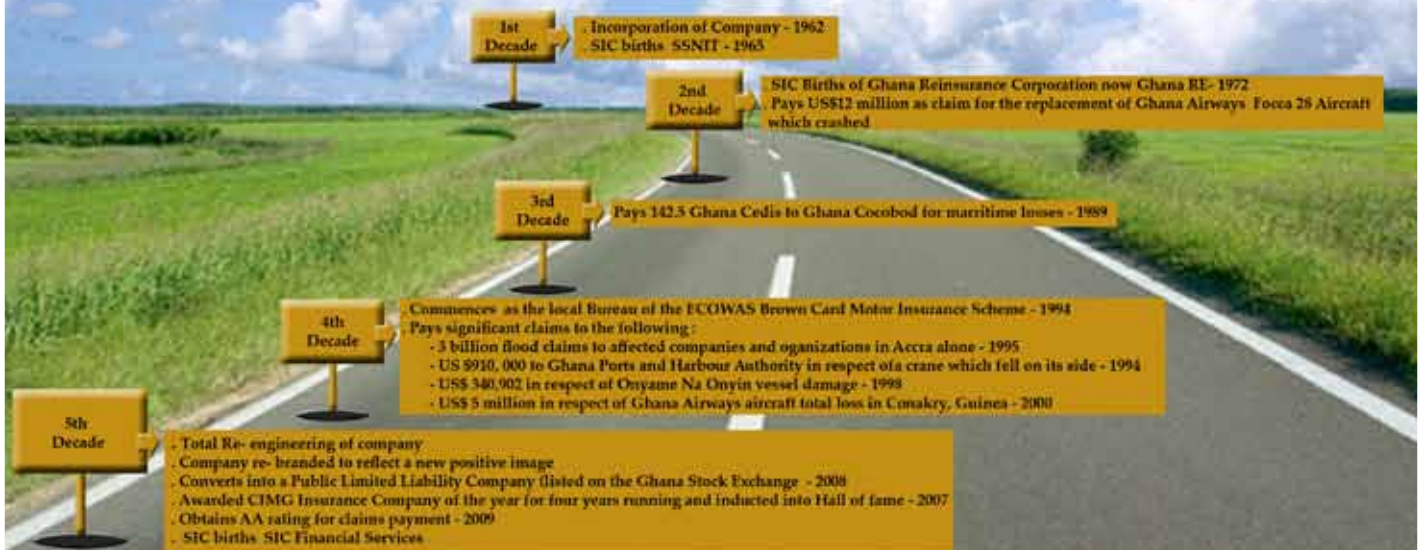 1st
Decade
. Incorporation of Company - 1962
. SIC births SSNIT - 1965
2nd
Decade
. SIC Births of Ghana Reinsurance Corporation now Ghana RE- 1972
. Pays US$12 million as claim for the replacement of Ghana Airways Focca 28 Aircraft
which crashed
3rd
Decade
Pays 142.5 Ghana Cedis to Ghana Cocobod for marritime losses - 1989
4th
Decade
. Commences as the local Bureau of the ECOWAS Brown Card Motor Insurance Scheme - 1994
. Pays significant claims to the following :
- 3 billion flood claims to affected companies and oganizations in Accra alone - 1995
- US $910, 000 to Ghana Ports and Harbour Authority in respect ofa crane which fell on its side - 1994
- US$ 340,902 in respect of Onyame Na Onyin vessel damage - 1998
- US$ 5 million in respect of Ghana Airways aircraft total loss in Conakry, Guinea - 2000
5th
Decade
. Total Re- engineering of company
. Company re- branded to reflect a new positive image
. Converts into a Public Limited Liability Company (listed on the Ghana Stock Exchange - 2008
. Awarded CIMG Insurance Company of the year for four years running and inducted into Hall of fame - 2007
. Obtains AA rating for claims payment - 2009
. SIC births SIC Financial Services